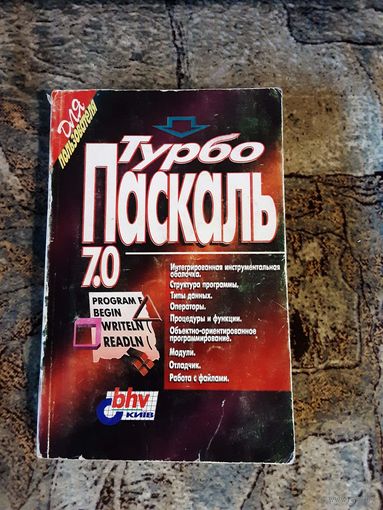 Для
пользователя
Турбо
Паскаль
7.0
Интегрированная инструментальная
оболочка.
Структура программы.
Типы данных.
Операторы.
Процедуры и функции.
Объектно-ориентированное
программирование.
Модули.
Отладчик.
Работа с файлами.
PROGRAM F
BEGIN
WRITELN (
READLN (
bhv
КИЇВ